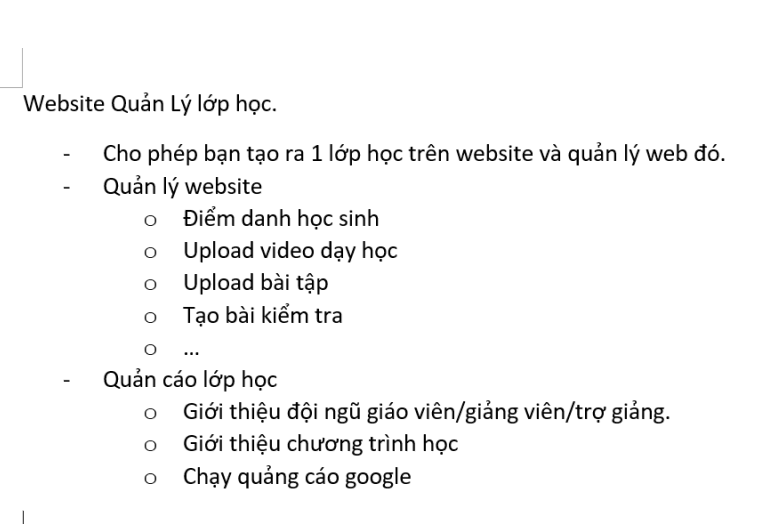 Website Quản Lý lớp học.
- Cho phép bạn tạo ra 1 lớp học trên website và quản lý web đó.
- Quản lý website
o Điểm danh học sinh
o Upload video dạy học
o Upload bài tập
o Tạo bài kiểm tra
o ...
- Quản cáo lớp học
o Giới thiệu đội ngũ giáo viên/giảng viên/trợ giảng.
o Giới thiệu chương trình học
o Chạy quảng cáo google